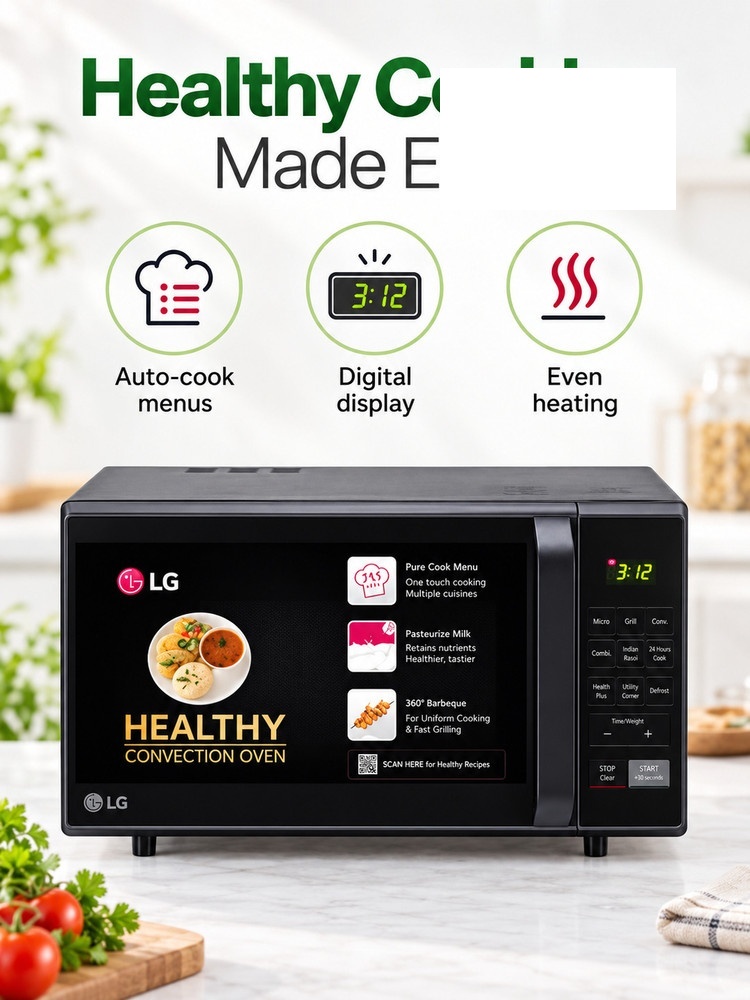 Healthy
Made
3:12
Auto-cook
menus
Digital
display
Even
heating
LG
HEALTHY
CONVECTION OVEN
Pure Cook Menu
One touch cooking
Multiple cuisines
Pasteurize Milk
Retains nutrients
Healthier, tastier
360° Barbeque
For Uniform Cooking
& Fast Grilling
SCAN HERE for Healthy Recipes
LG
3:12
Micro Grill Conv.
Combi. Indian Rasoi 24 Hours Cook
Health Plus Utility Corner Defrost
Time/Weight
− +
STOP Clear
START +30 seconds